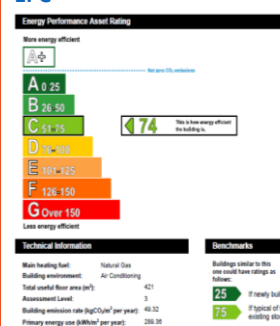 Energy Performance Asset Rating
More energy efficient
A+
Net zero CO₂ emissions
A 0-25
B 26-50
C 51-75
74
This is how energy efficient
the building is.
D 76-100
E 101-125
F 126-150
G Over 150
Less energy efficient
Technical Information
Main heating fuel: Natural Gas
Building environment: Air Conditioning
Total useful floor area (m²): 421
Assessment Level: 3
Building emission rate (kgCO₂/m² per year): 49.32
Primary energy use (kWh/m² per year):
Benchmarks
Buildings similar to this
one could have ratings as
follows:
25 If newly buil
75 If typical of
existing sto